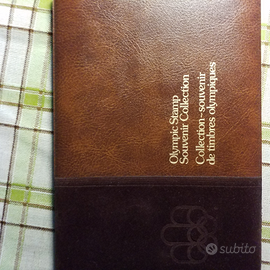 Olympic Stamp
Souvenir Collection
Collection-souvenir
de timbres olympiques
subito